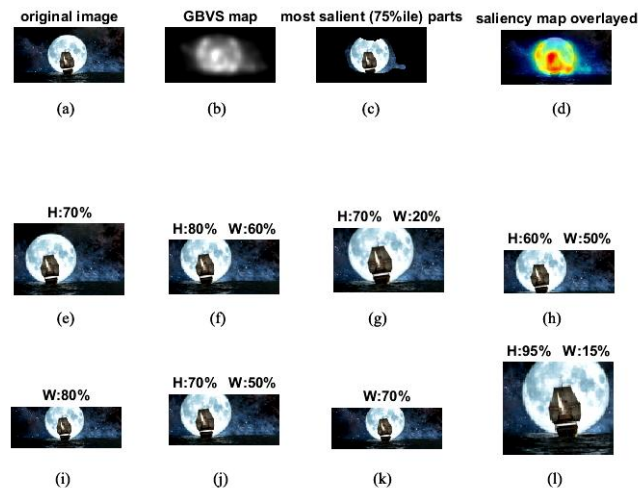 original image GBVS map most salient (75%ile) parts saliency map overlayed
(a) (b) (c) (d)
H:70% H:80% W:60% H:70% W:20% H:60% W:50%
(e) (f) (g) (h)
W:80% H:70% W:50% W:70% H:95% W:15%
(i) (j) (k) (l)